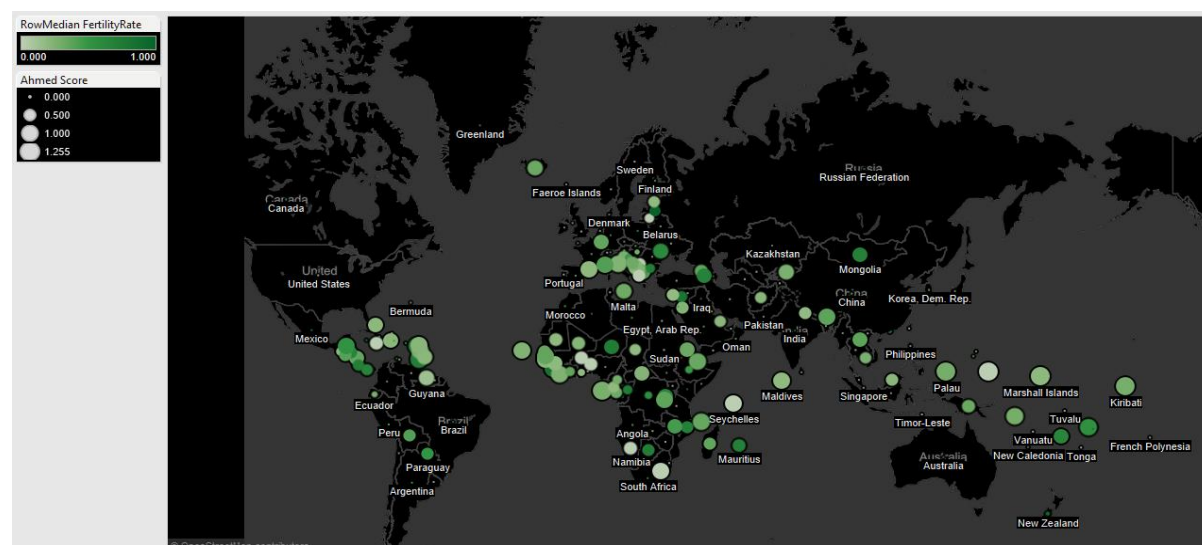 RowMedian FertilityRate
0.000 1.000
Ahmed Score
0.000
0.500
1.000
1.255
Greenland
Sweden
Russia
Russian Federation
Faeroe Islands
Finland
Canada
Canada
Denmark
Belarus
Kazakhstan
Mongolia
United
United States
Portugal
China
China
Korea, Dem. Rep.
Bermuda
Malta
Iraq
Morocco
Pakistan
India
India
Mexico
Egypt, Arab Rep.
Oman
Sudan
Philippines
Guyana
Maldives
Singapore
Palau
Marshall Islands
Kiribati
Ecuador
Seychelles
Brazil
Brazil
Peru
Angola
Timor-Leste
Tuvalu
Vanuatu
French Polynesia
Namibia
Mauritius
New Caledonia
Tonga
Paraguay
Australia
Australia
South Africa
Argentina
New Zealand
© OpenStreetMap contributors